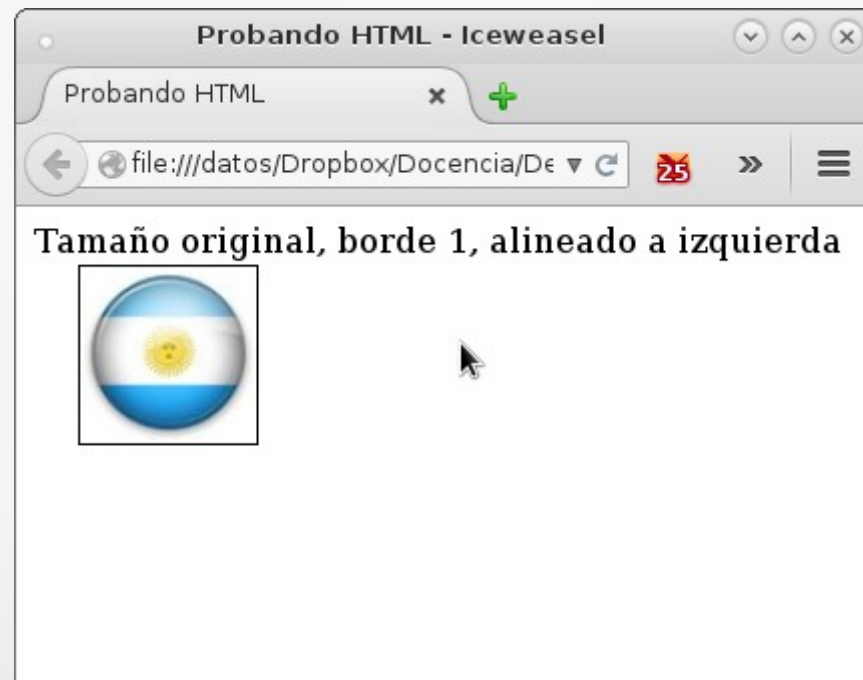 Probando HTML - Iceweasel
Probando HTML
file:///datos/Dropbox/Docencia/De
25
Tamaño original, borde 1, alineado a izquierda